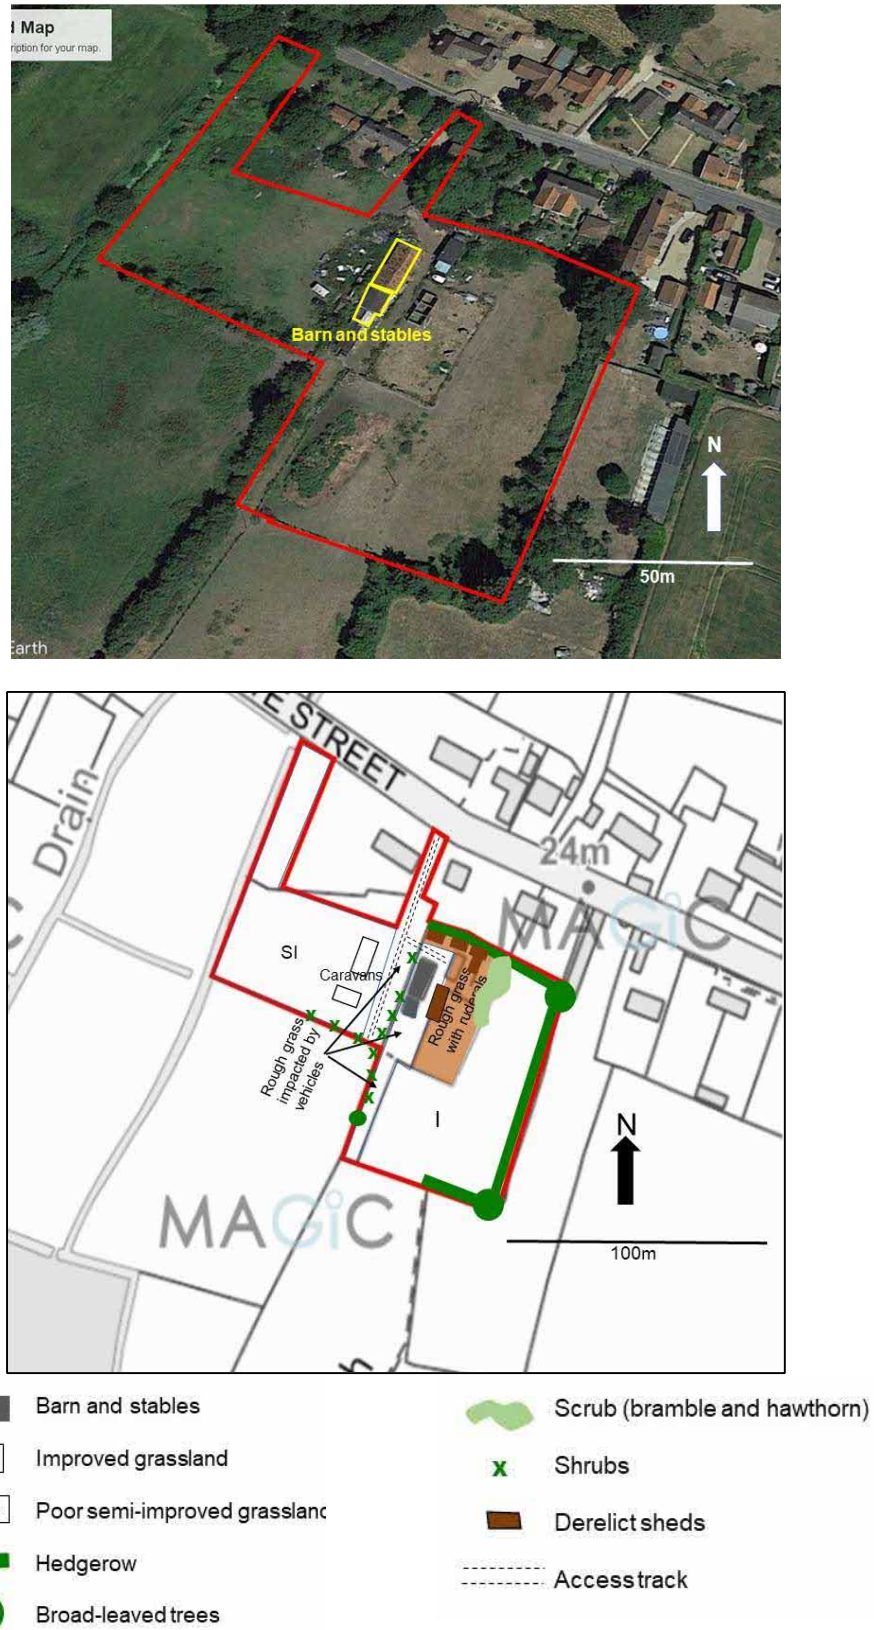 d Map
ription for your map.
Barn and stables
N
50m
Earth
E STREET
Drain
24m
MAGiC
SI
Caravans
Rough grass
with ruderals
Rough grass
impacted by
vehicles
I
N
MAGiC
100m
h
Barn and stables
Improved grassland
Poor semi-improved grassland
Hedgerow
Broad-leaved trees
Scrub (bramble and hawthorn)
Shrubs
Derelict sheds
Access track